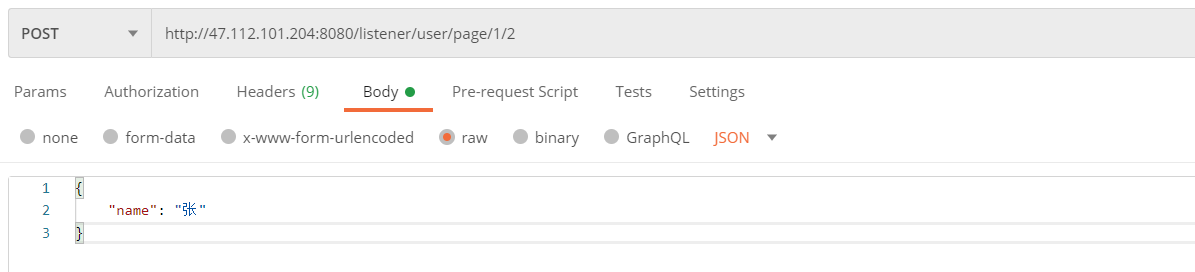 POST http://47.112.101.204:8080/listener/user/page/1/2
Params Authorization Headers (9) Body Pre-request Script Tests Settings
none form-data x-www-form-urlencoded raw binary GraphQL JSON
1 {
2 "name": "张"
3 }